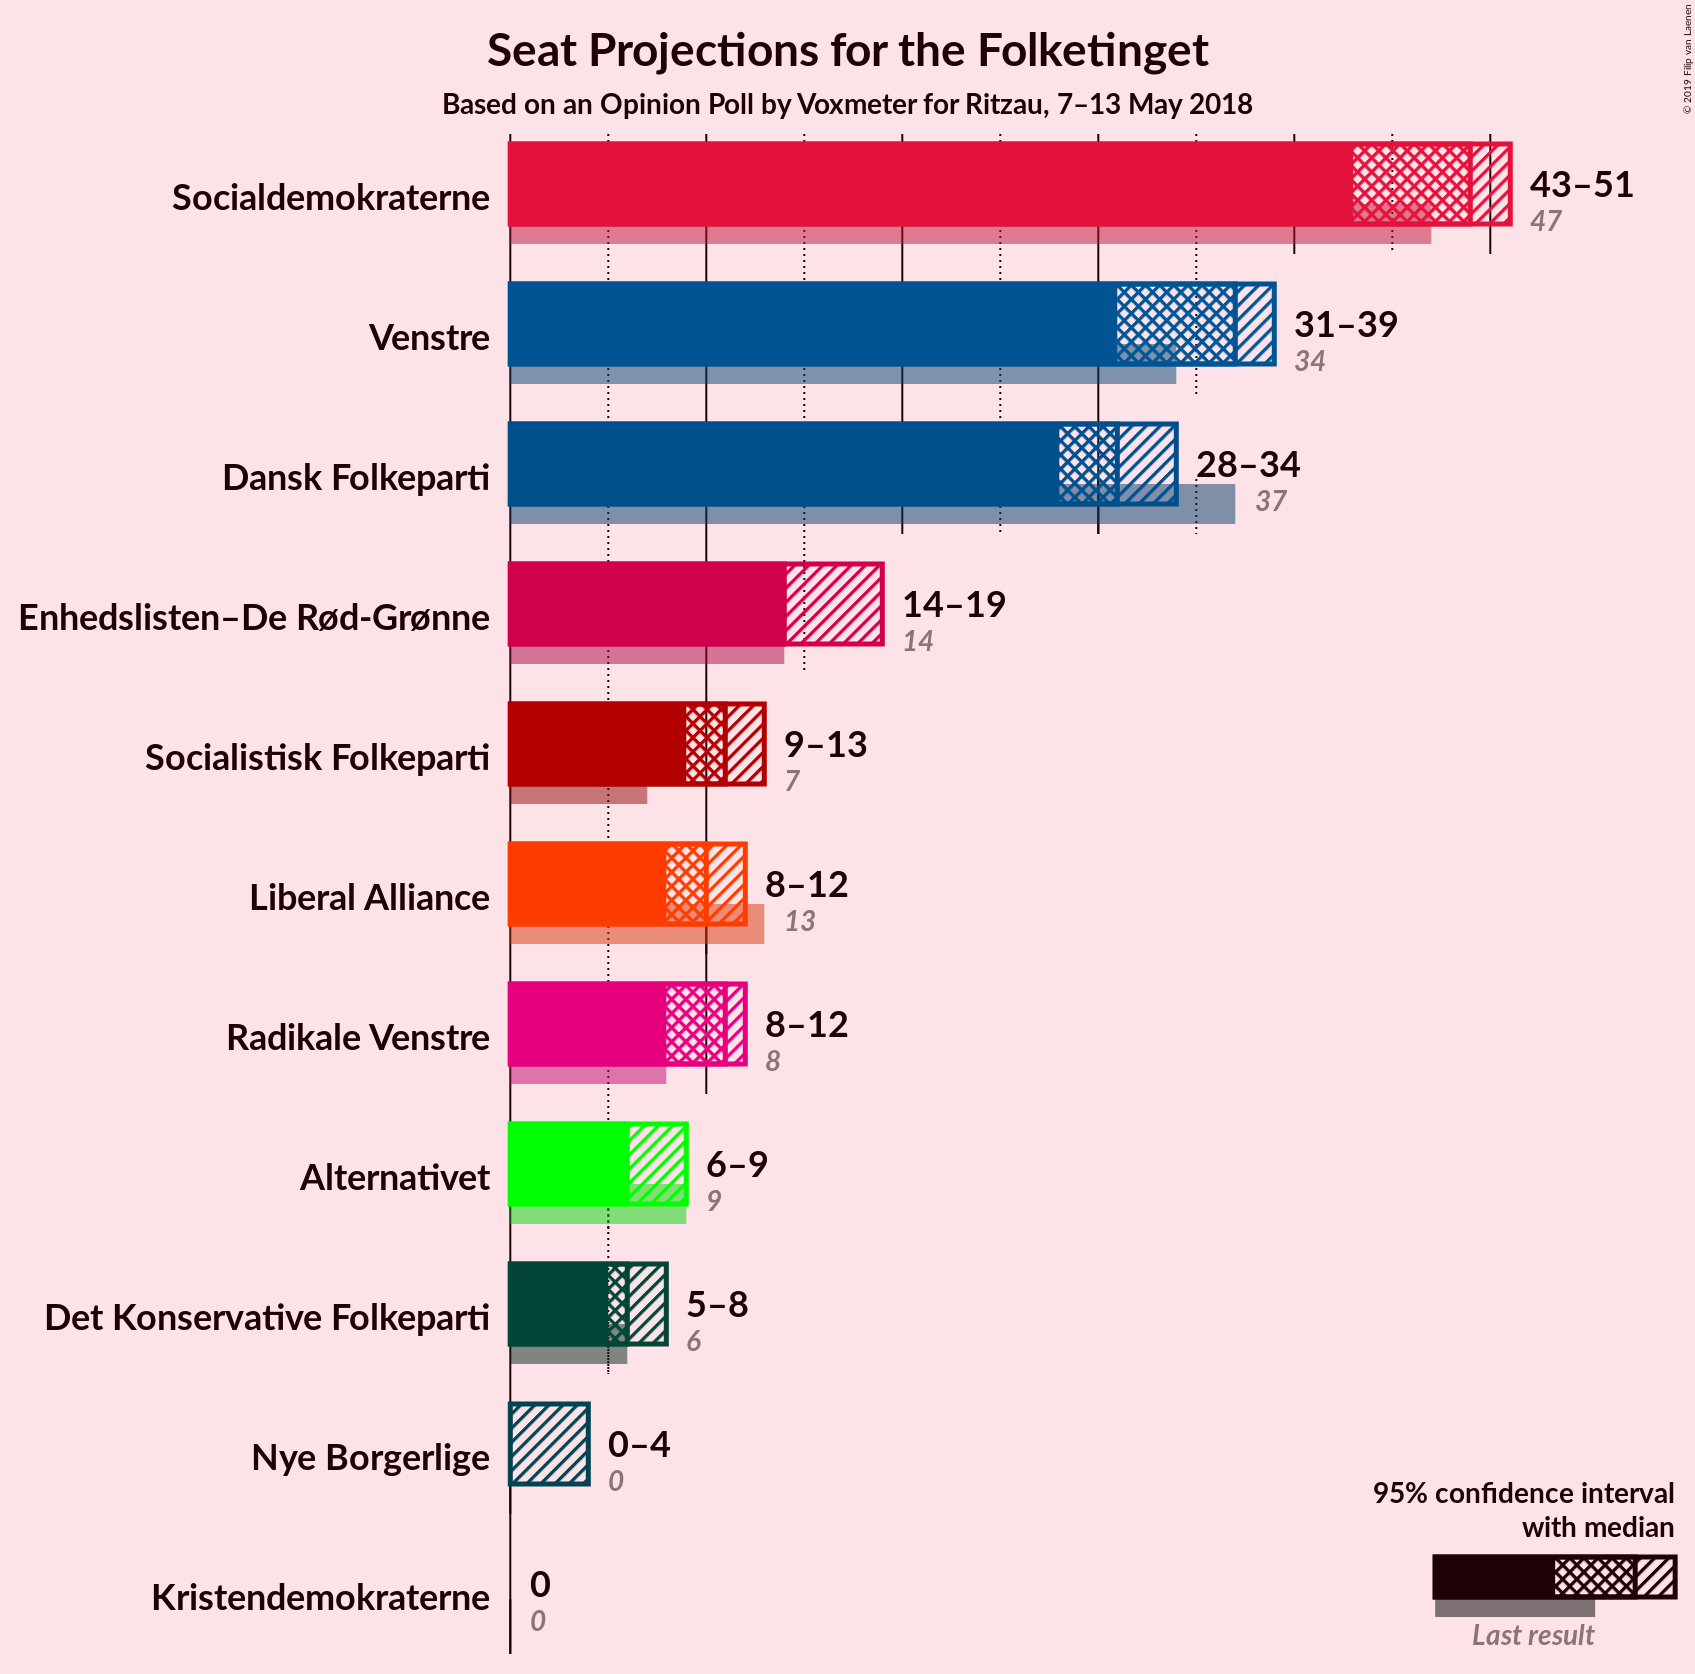 © 2019 Filip van Laenen
Seat Projections for the Folketinget
Based on an Opinion Poll by Voxmeter for Ritzau, 7–13 May 2018
Socialdemokraterne
43–51
47
Venstre
31–39
34
Dansk Folkeparti
28–34
37
Enhedslisten–De Rød-Grønne
14–19
14
Socialistisk Folkeparti
9–13
7
Liberal Alliance
8–12
13
Radikale Venstre
8–12
8
Alternativet
6–9
9
Det Konservative Folkeparti
5–8
6
Nye Borgerlige
0–4
0
Kristendemokraterne
0
0
95% confidence interval
with median
Last result